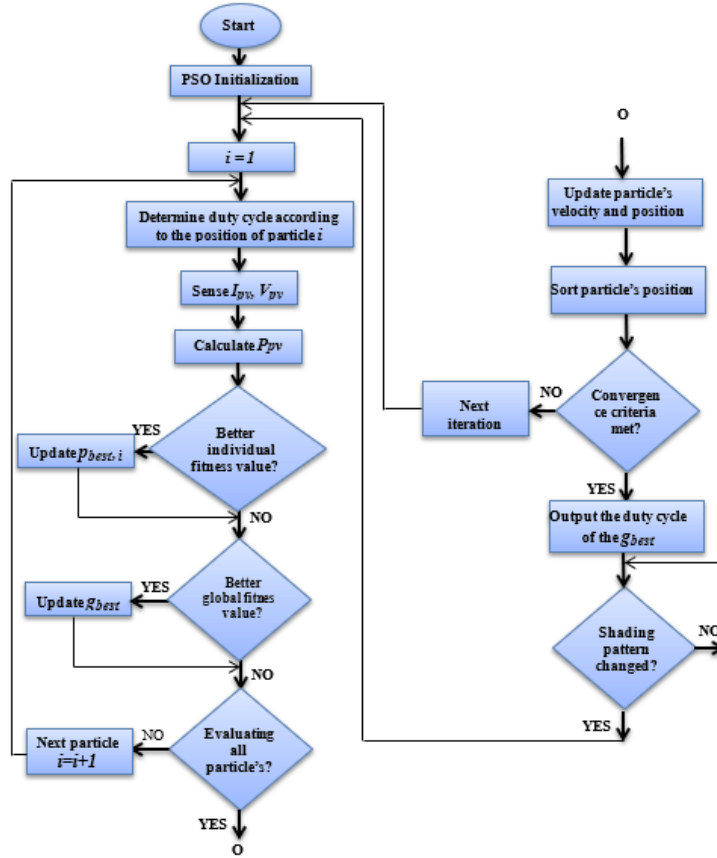 Start
PSO Initialization
i = 1
Determine duty cycle according
to the position of particle i
Sense Ipv, Vpv
Calculate Ppv
Better
individual
fitness value?
YES
Update pbest, i
NO
Better
global fitnes
value?
YES
Update gbest
NO
Evaluating
all
particle's?
NO
Next particle
i=i+1
YES
O
O
Update particle's
velocity and position
Sort particle's position
Convergen
ce criteria
met?
NO
Next
iteration
YES
Output the duty cycle
of the gbest
Shading
pattern
changed?
NO
YES